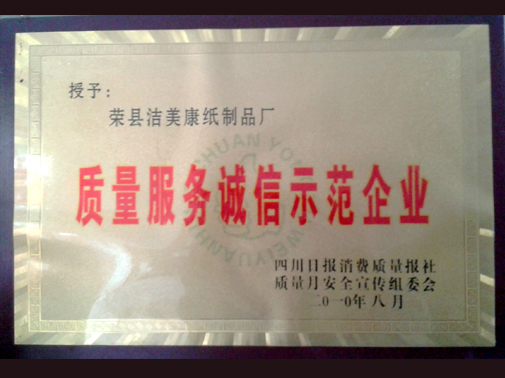 授予：
荣县洁美康纸制品厂
质量服务诚信示范企业
四川日报消费质量报社
质量月安全宣传组委会
二0一0年八月